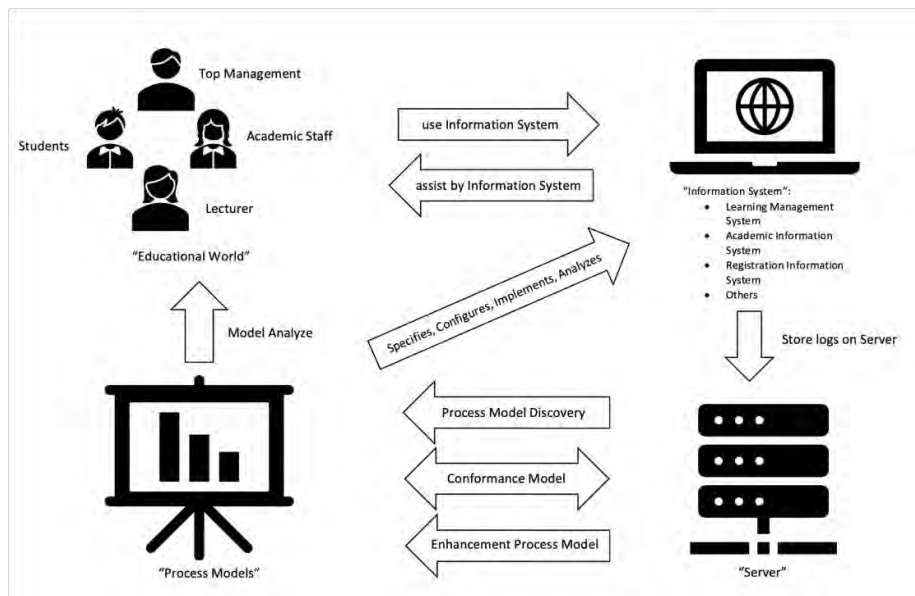 Top Management
Students
Academic Staff
Lecturer
“Educational World”
use Information System
assist by Information System
“Information System”:
● Learning Management
System
● Academic Information
System
● Registration Information
System
● Others
Specifies, Configures, Implements, Analyzes
Model Analyze
Store logs on Server
Process Model Discovery
Conformance Model
Enhancement Process Model
“Process Models”
“Server”